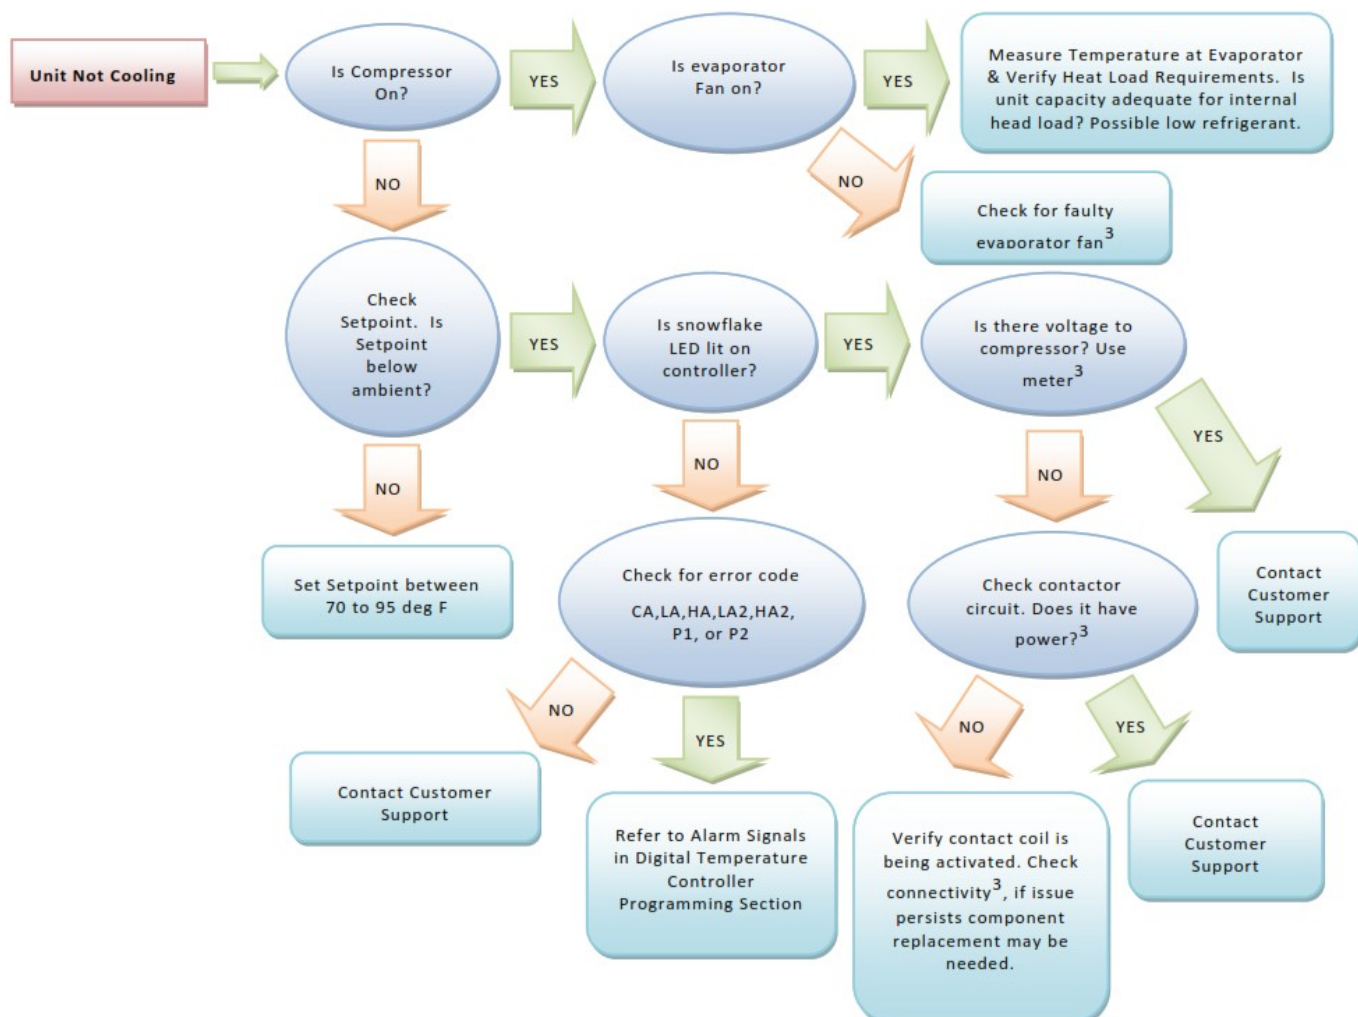 Unit Not Cooling
Is Compressor
On?
YES
Is evaporator
Fan on?
YES
Measure Temperature at Evaporator
& Verify Heat Load Requirements. Is
unit capacity adequate for internal
head load? Possible low refrigerant.
NO
NO
Check for faulty
evaporator fan3
Check
Setpoint. Is
Setpoint
below
ambient?
YES
Is snowflake
LED lit on
controller?
YES
Is there voltage to
compressor? Use
meter3
NO
NO
NO
YES
Set Setpoint between
70 to 95 deg F
Check for error code
CA,LA,HA,LA2,HA2,
P1, or P2
Check contactor
circuit. Does it have
power?3
Contact
Customer
Support
NO
YES
NO
YES
Contact Customer
Support
Refer to Alarm Signals
in Digital Temperature
Controller
Programming Section
Verify contact coil is
being activated. Check
connectivity3, if issue
persists component
replacement may be
needed.
Contact
Customer
Support